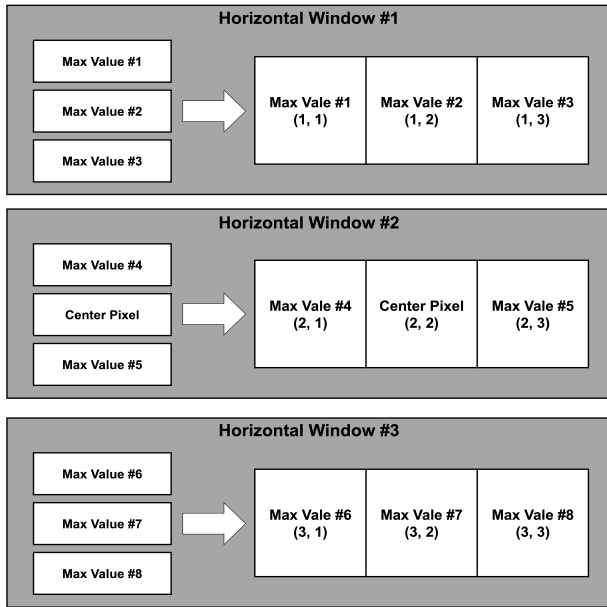 Horizontal Window #1
Max Value #1
Max Value #2
Max Value #3
Max Vale #1
(1, 1)
Max Vale #2
(1, 2)
Max Vale #3
(1, 3)
Horizontal Window #2
Max Value #4
Center Pixel
Max Value #5
Max Vale #4
(2, 1)
Center Pixel
(2, 2)
Max Vale #5
(2, 3)
Horizontal Window #3
Max Value #6
Max Value #7
Max Value #8
Max Vale #6
(3, 1)
Max Vale #7
(3, 2)
Max Vale #8
(3, 3)